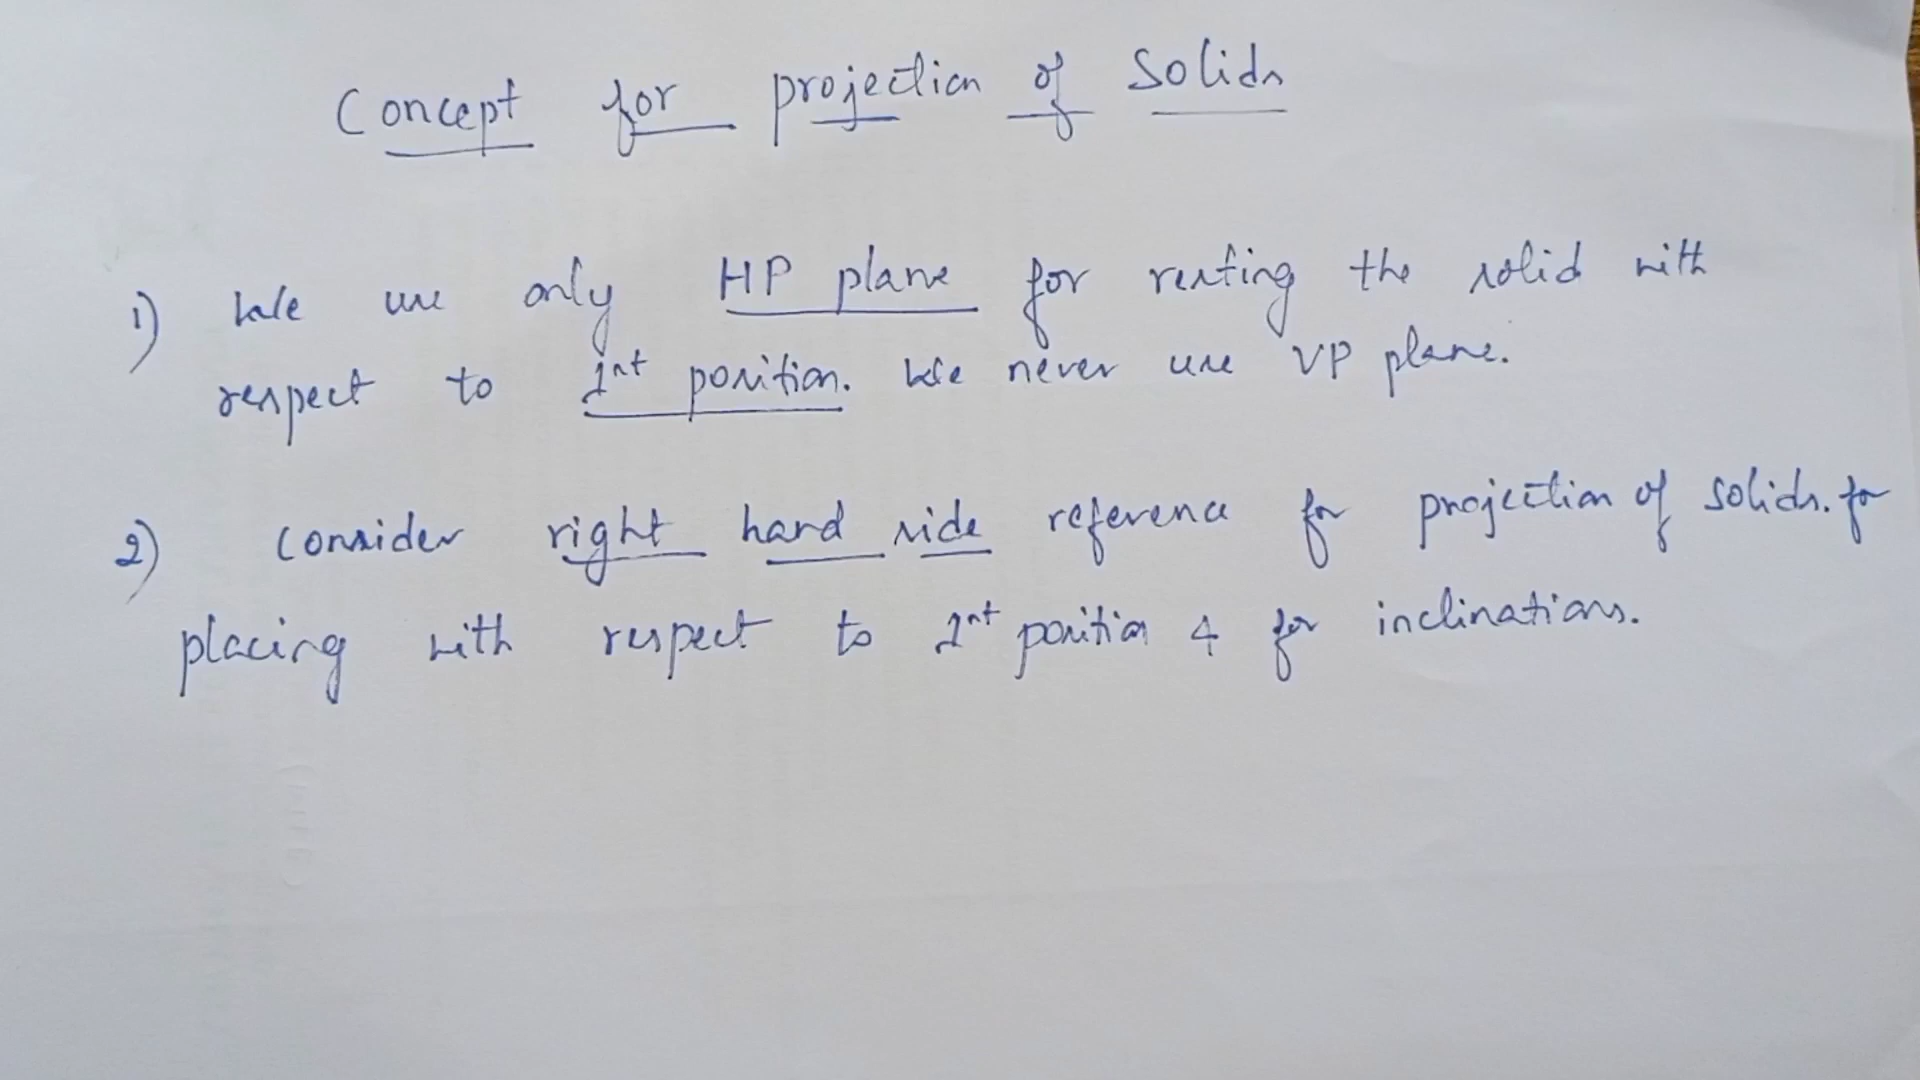 Concept for projection of solids
1) We use only HP plane for resting the solid with
respect to 1st position. We never use VP plane.
2) Consider right hand side reference for projection of solids. for
placing with respect to 1st position & for inclinations.